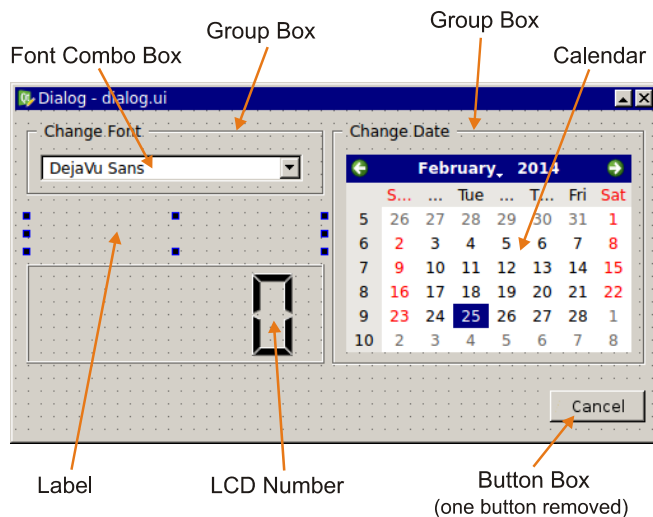 Group Box
Group Box
Font Combo Box
Calendar
Dialog - dialog.ui
Change Font
Change Date
DejaVu Sans
February, 2014
S... ... Tue ... T... Fri Sat
5 26 27 28 29 30 31 1
6 2 3 4 5 6 7 8
7 9 10 11 12 13 14 15
8 16 17 18 19 20 21 22
9 23 24 25 26 27 28 1
10 2 3 4 5 6 7 8
0
Cancel
Label
LCD Number
Button Box
(one button removed)